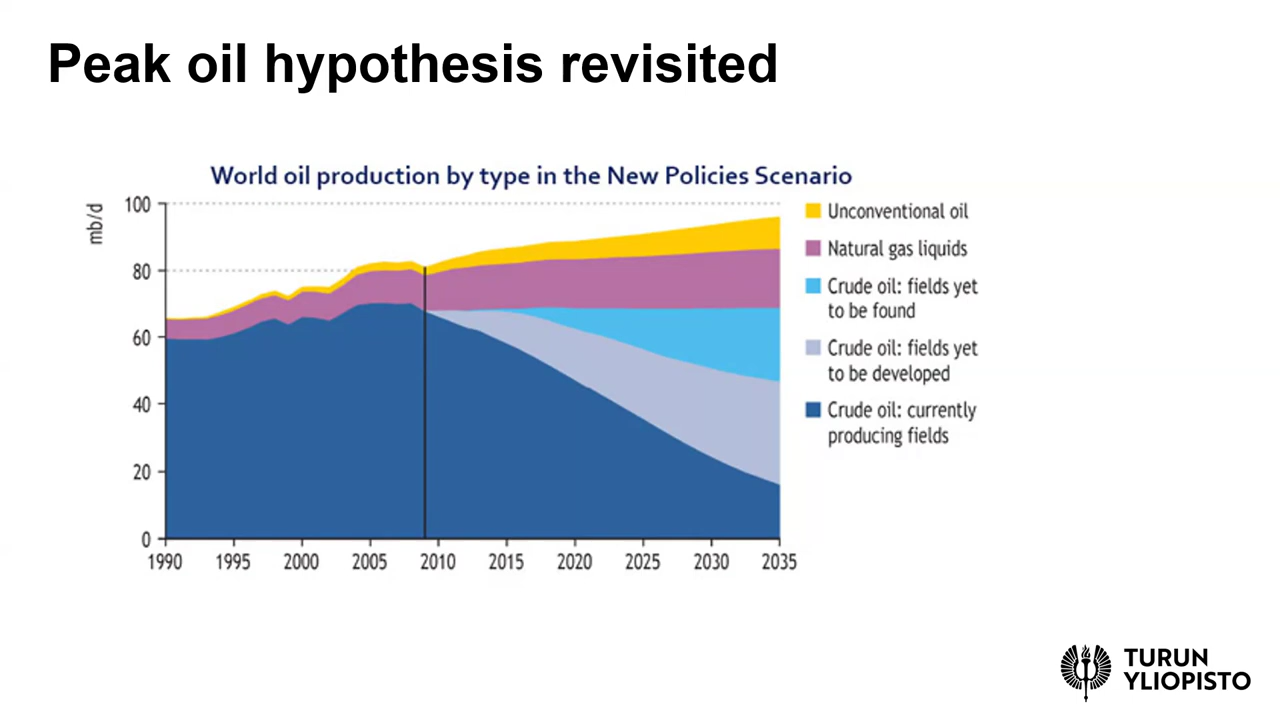 Peak oil hypothesis revisited
World oil production by type in the New Policies Scenario
mb/d
100
80
60
40
20
0
1990
1995
2000
2005
2010
2015
2020
2025
2030
2035
Unconventional oil
Natural gas liquids
Crude oil: fields yet
to be found
Crude oil: fields yet
to be developed
Crude oil: currently
producing fields
TURUN
YLIOPISTO